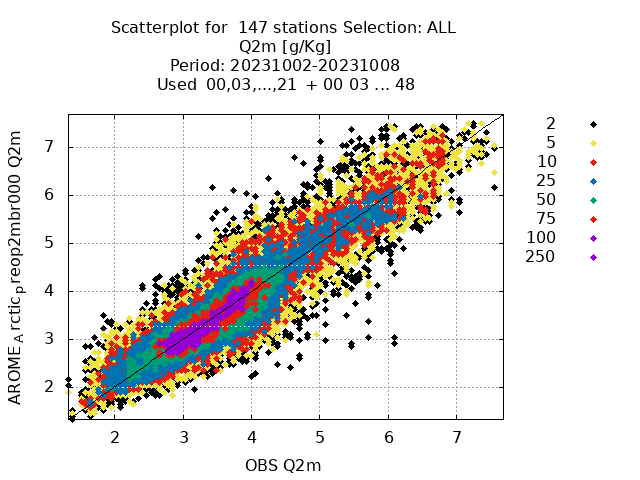 Scatterplot for  147 stations Selection: ALL
Q2m [g/Kg]
Period: 20231002-20231008
Used  00,03,...,21  + 00 03 ... 48
AROME_Arctic_preop2mbr000 Q2m
7
6
5
4
3
2
2 3 4 5 6 7
OBS Q2m
2
5
10
25
50
75
100
250